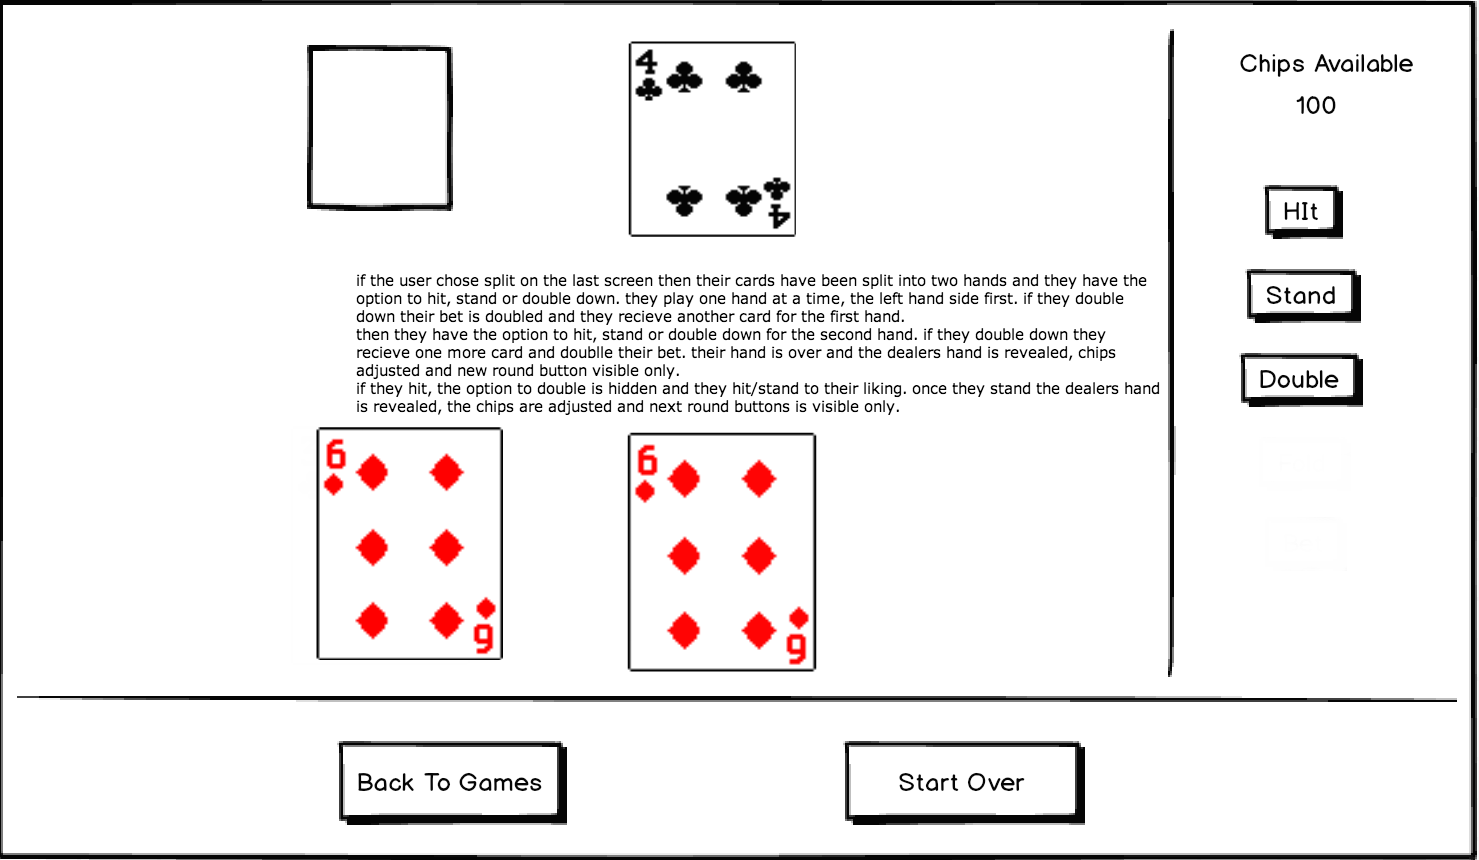 4
4
Chips Available
100
HIt
Stand
Double
if the user chose split on the last screen then their cards have been split into two hands and they have the
option to hit, stand or double down. they play one hand at a time, the left hand side first. if they double
down their bet is doubled and they recieve another card for the first hand.
then they have the option to hit, stand or double down for the second hand. if they double down they
recieve one more card and doublle their bet. their hand is over and the dealers hand is revealed, chips
adjusted and new round button visible only.
if they hit, the option to double is hidden and they hit/stand to their liking. once they stand the dealers hand
is revealed, the chips are adjusted and next round buttons is visible only.
6
6
6
6
Back To Games
Start Over